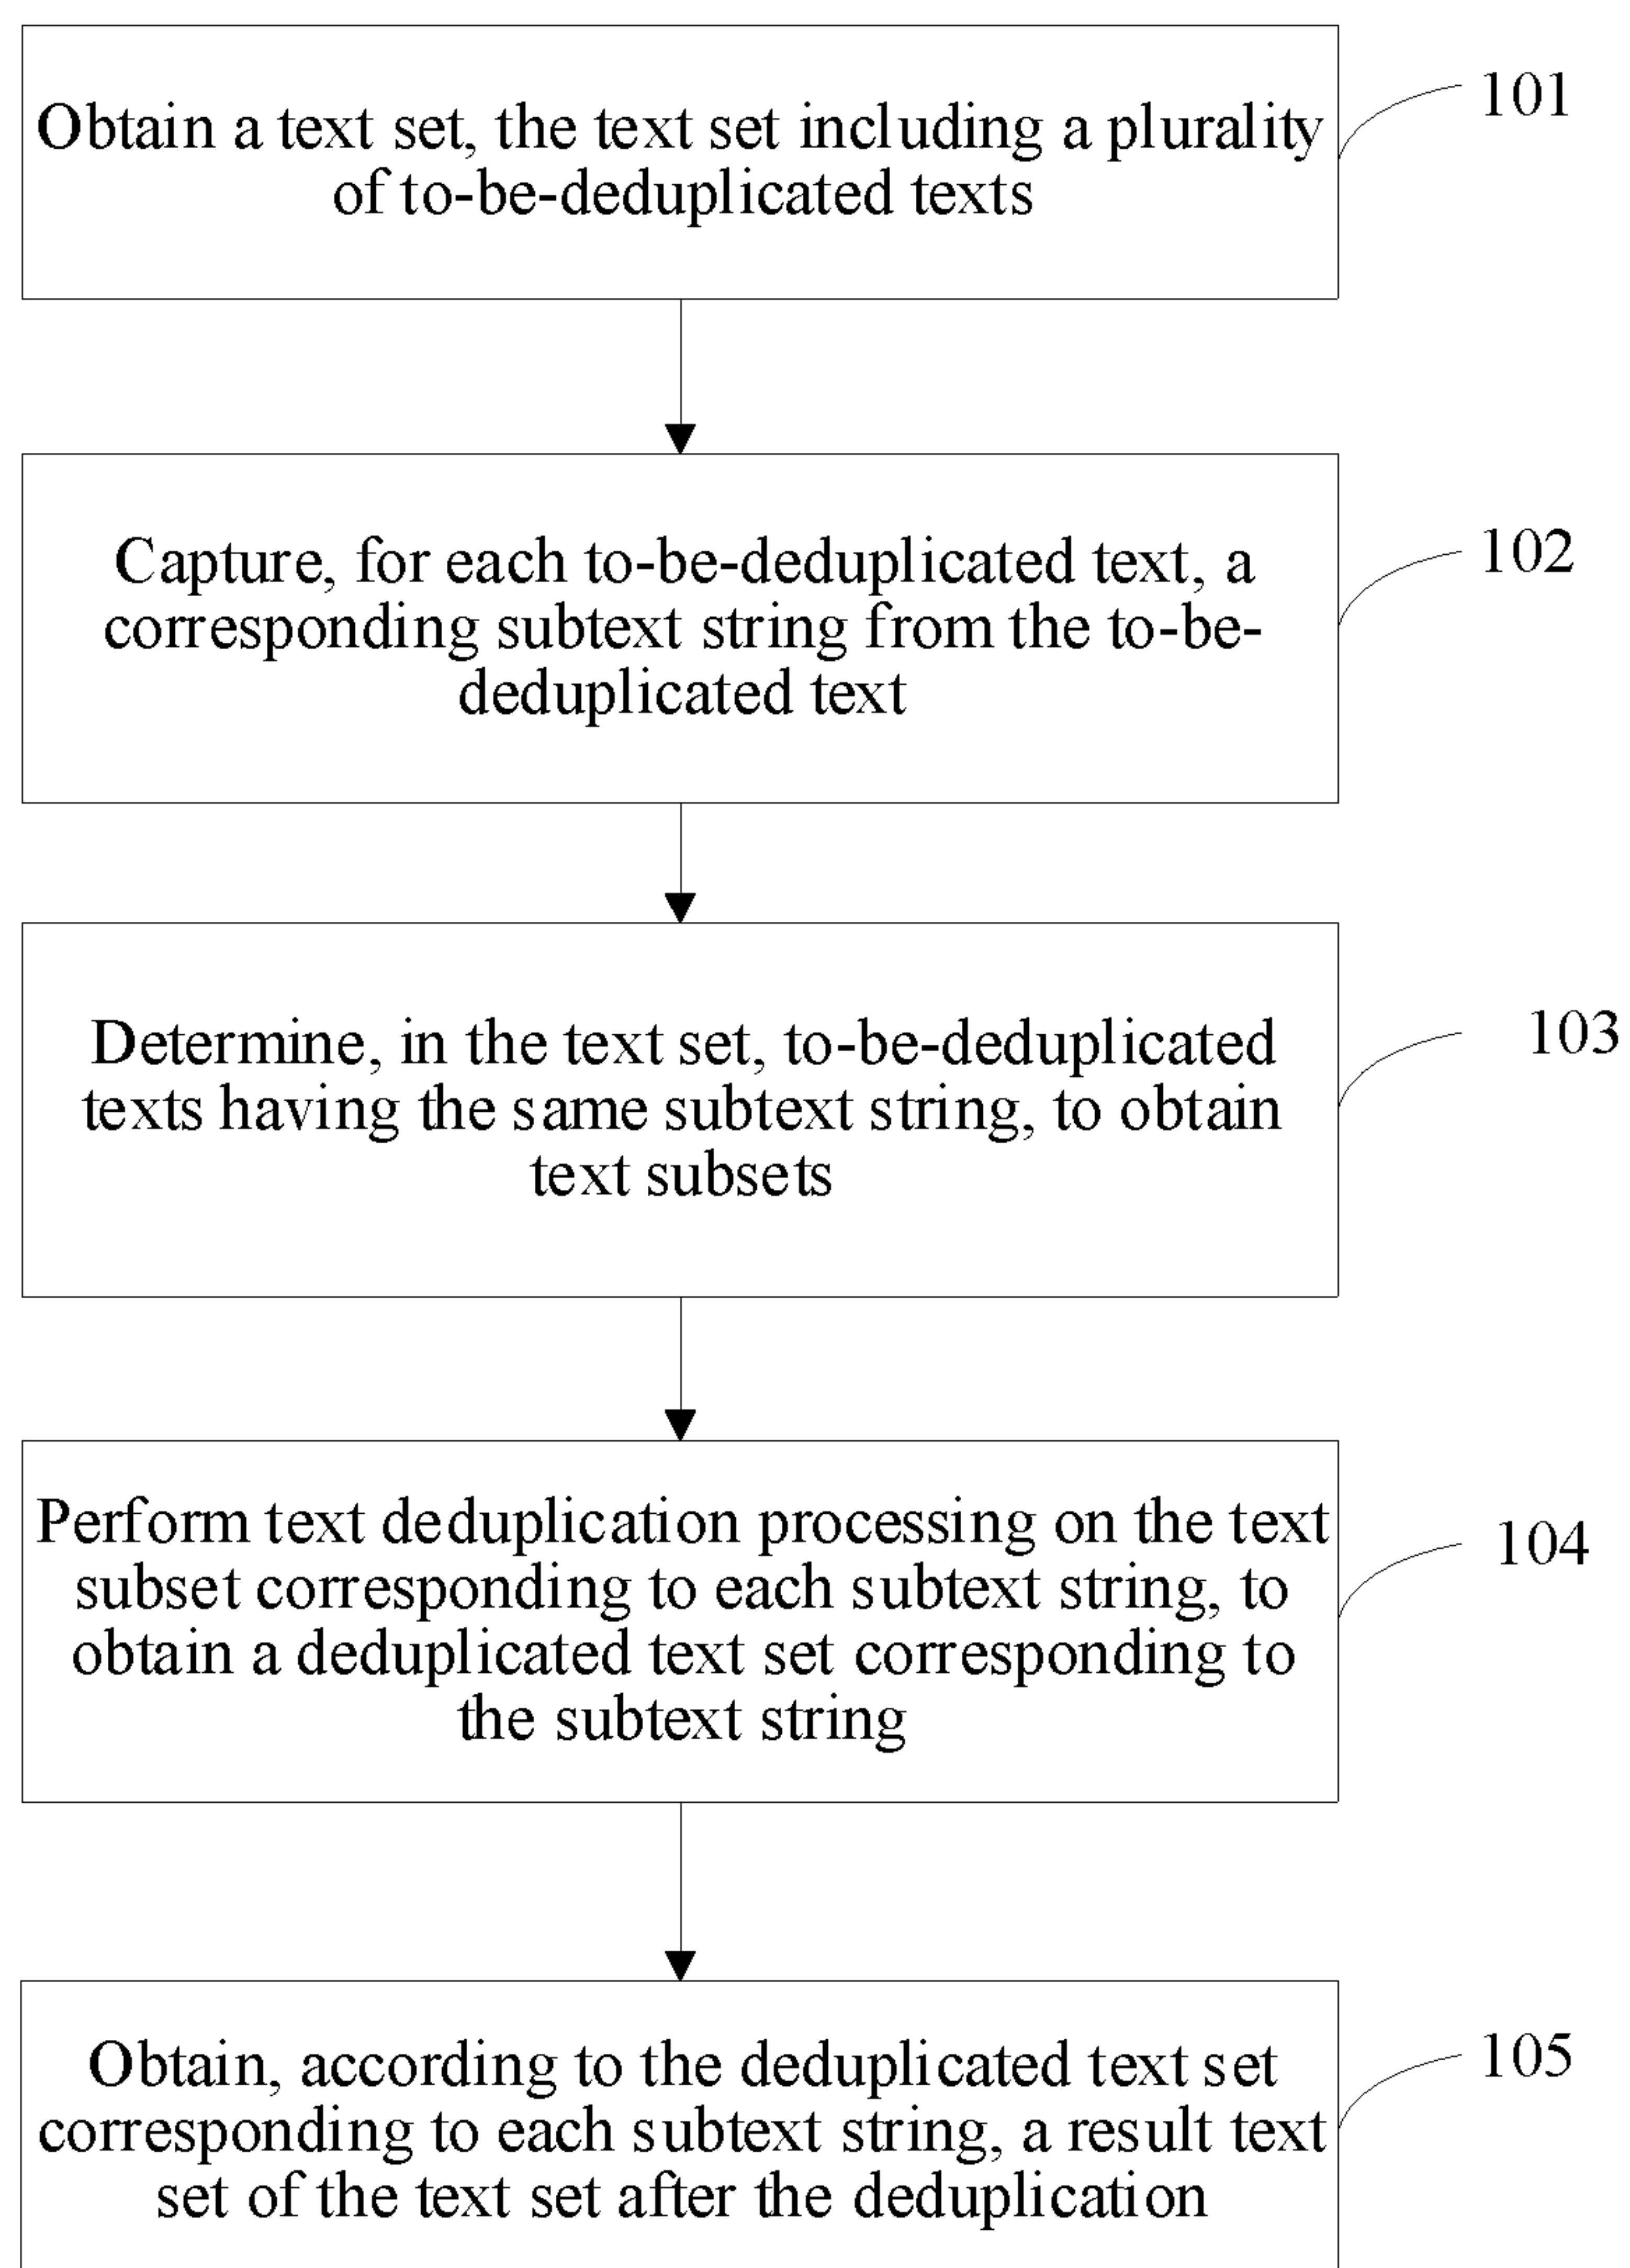 Obtain a text set, the text set including a plurality
of to-be-deduplicated texts
101
Capture, for each to-be-deduplicated text, a
corresponding subtext string from the to-be-
deduplicated text
102
Determine, in the text set, to-be-deduplicated
texts having the same subtext string, to obtain
text subsets
103
Perform text deduplication processing on the text
subset corresponding to each subtext string, to
obtain a deduplicated text set corresponding to
the subtext string
104
Obtain, according to the deduplicated text set
corresponding to each subtext string, a result text
set of the text set after the deduplication
105